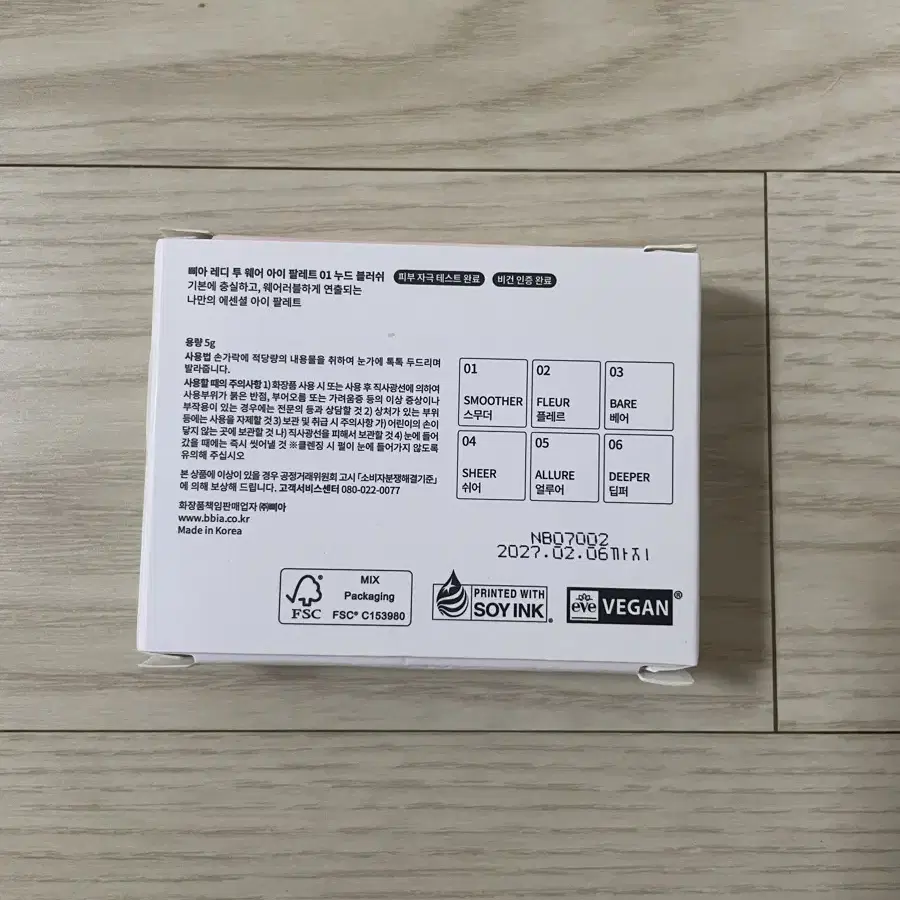 삐아 레디 투 웨어 아이 팔레트 01 누드 블러쉬 피부 자극 테스트 완료 비건 인증 완료
기본에 충실하고, 웨어러블하게 연출되는
나만의 에센셜 아이 팔레트
용량 5g
사용법 손가락에 적당량의 내용물을 취하여 눈가에 톡톡 두드리며
발라줍니다.
사용할 때의 주의사항 1) 화장품 사용 시 또는 사용 후 직사광선에 의하여
사용부위가 붉은 반점, 부어오름 또는 가려움증 등의 이상 증상이나
부작용이 있는 경우에는 전문의 등과 상담할 것 2) 상처가 있는 부위
등에는 사용을 자제할 것 3) 보관 및 취급 시 주의사항 가) 어린이의 손이
닿지 않는 곳에 보관할 것 나) 직사광선을 피해서 보관할 것 4) 눈에 들어
갔을 때에는 즉시 씻어낼 것 ※클렌징 시 펄이 눈에 들어가지 않도록
유의해 주십시오
본 상품에 이상이 있을 경우 공정거래위원회 고시 「소비자분쟁해결기준」
에 의해 보상해 드립니다. 고객서비스센터 080-022-0077
화장품책임판매업자 ㈜삐아
www.bbia.co.kr
Made in Korea
01
SMOOTHER
스무더
02
FLEUR
플레르
03
BARE
베어
04
SHEER
쉬어
05
ALLURE
얼루어
06
DEEPER
딥퍼
NB07002
2027.02.06까지
FSC
MIX
Packaging
FSC® C153980
PRINTED WITH
SOY INK®
eve VEGAN®